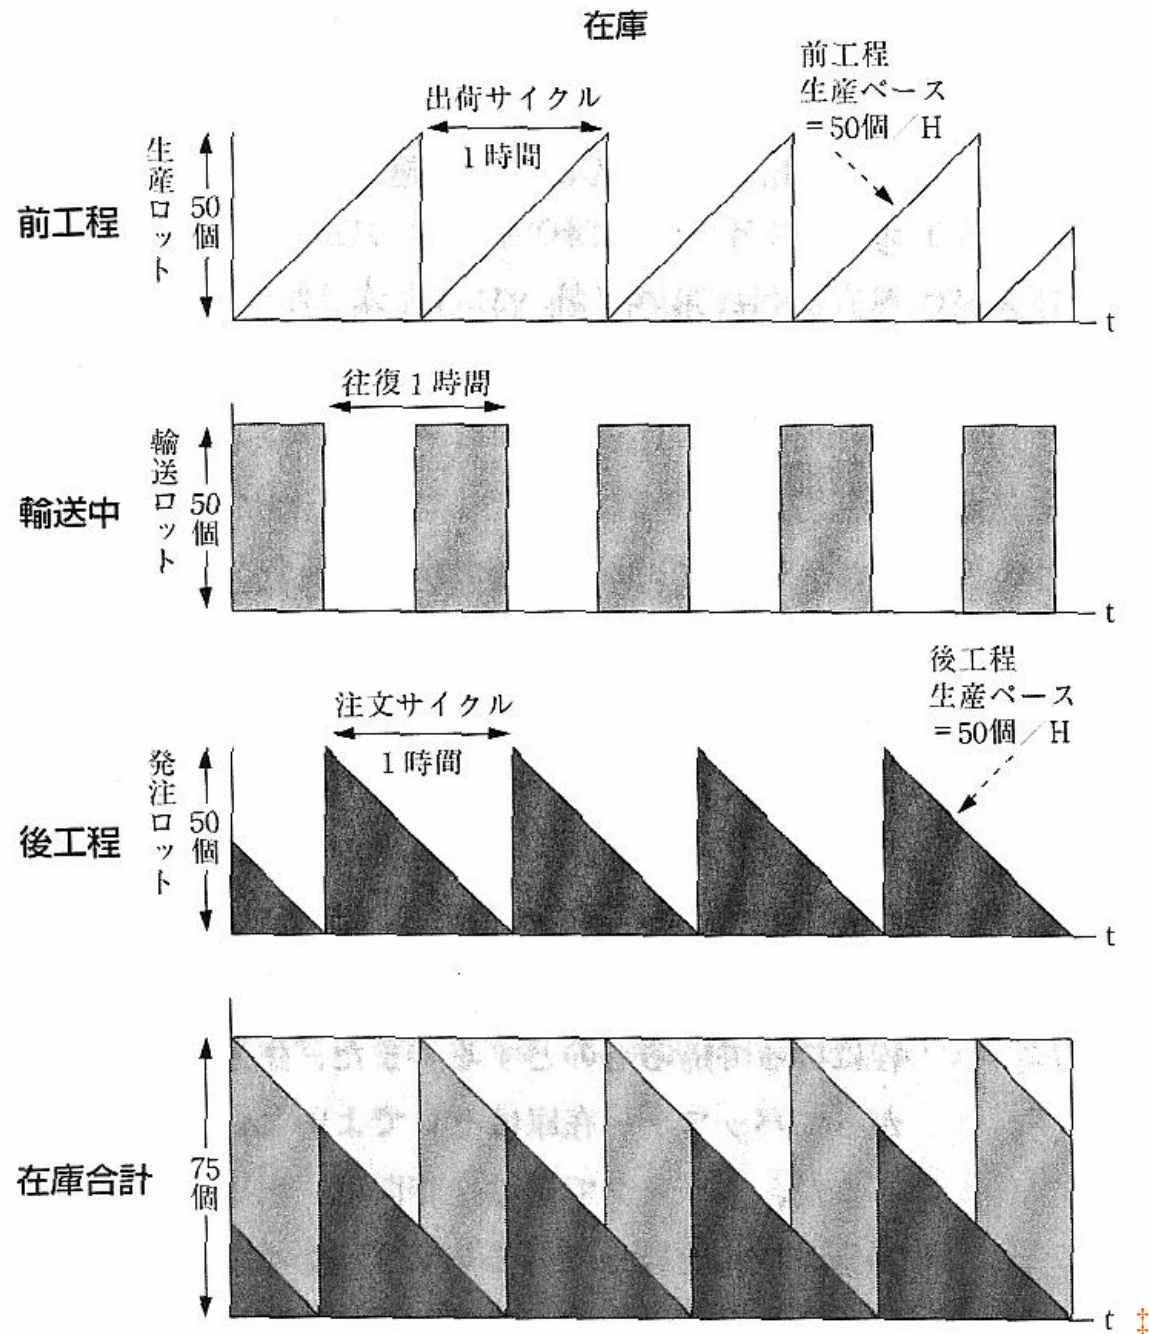 在庫
前工程
生産ペース
=50個/H
出荷サイクル
1時間
生産ロット
50個
前工程
t
往復1時間
輸送ロット
50個
輸送中
t
後工程
生産ペース
=50個/H
注文サイクル
1時間
発注ロット
50個
後工程
t
75個
在庫合計
t
‡